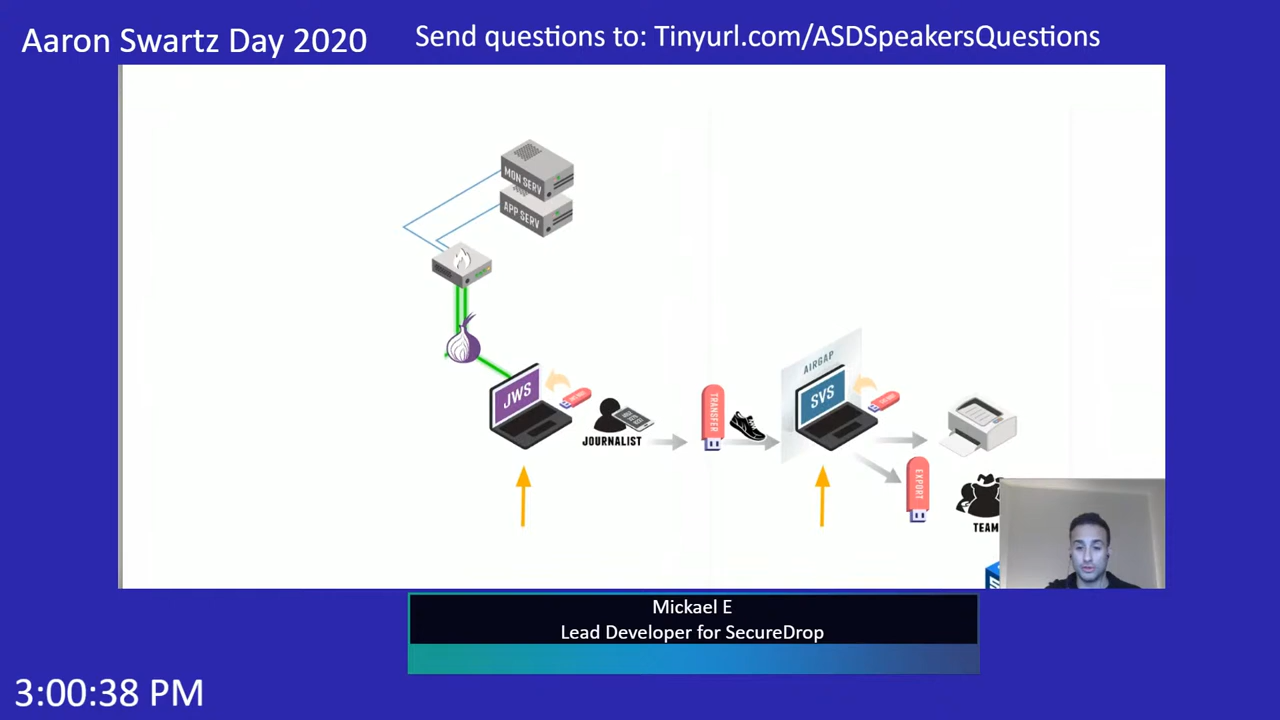 Aaron Swartz Day 2020
Send questions to: Tinyurl.com/ASDSpeakersQuestions
MON SERV
APP SERV
AIRGAP
JWS
TRANSFER
SVS
JOURNALIST
EXPORT
TEAM
Mickael E
Lead Developer for SecureDrop
3:00:38 PM